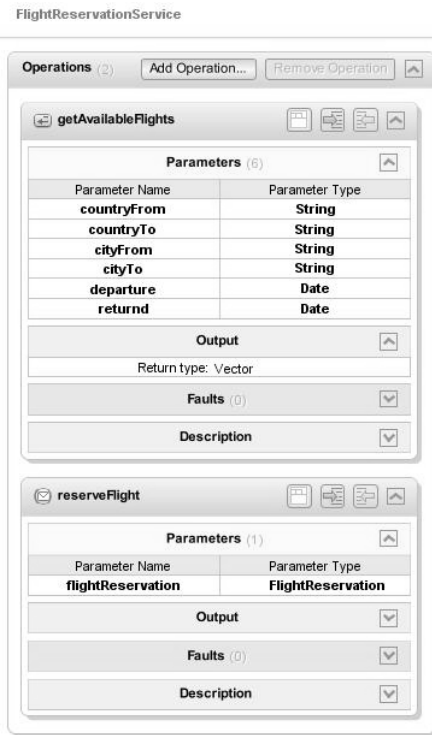 FlightReservationService
Operations (2) Add Operation... Remove Operation
getAvailableFlights
Parameters (6)
Parameter Name Parameter Type
countryFrom String
countryTo String
cityFrom String
cityTo String
departure Date
returnd Date
Output
Return type: Vector
Faults (0)
Description
reserveFlight
Parameters (1)
Parameter Name Parameter Type
flightReservation FlightReservation
Output
Faults (0)
Description